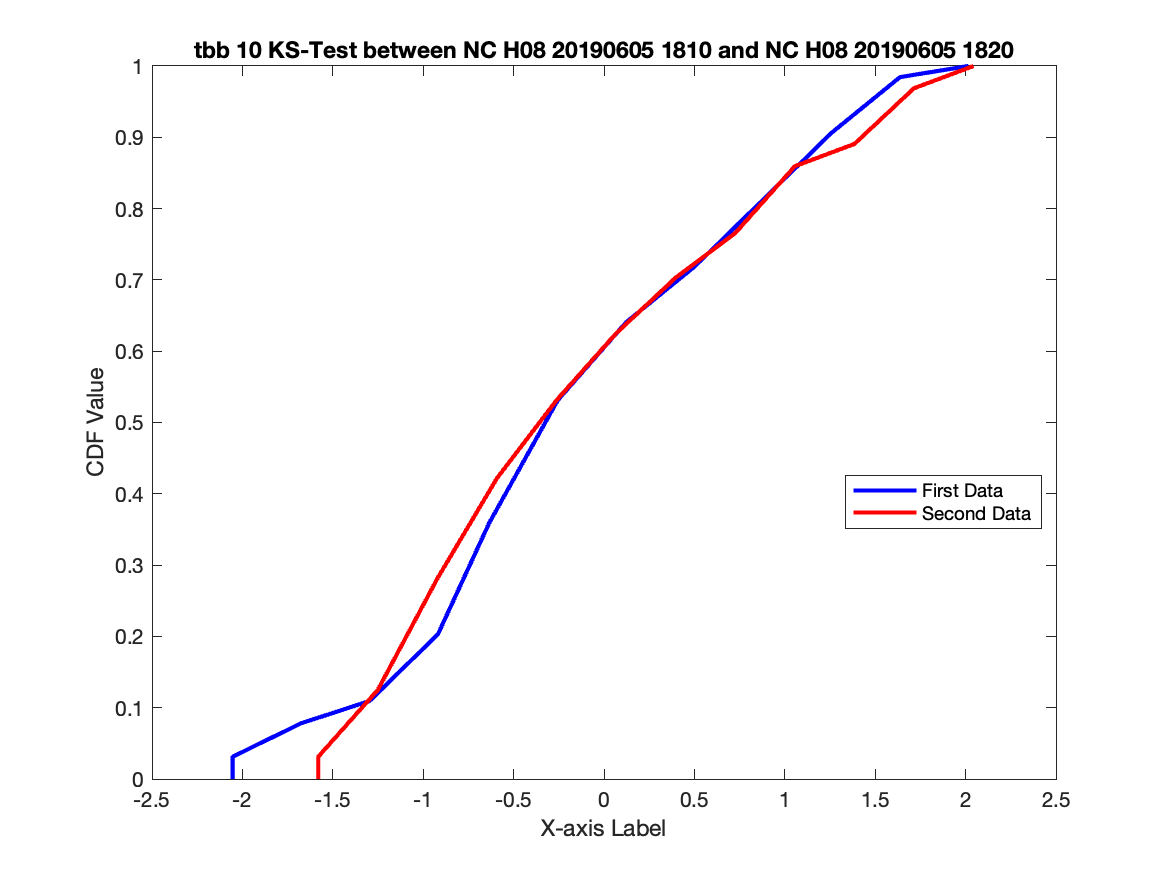 tbb 10 KS-Test between NC H08 20190605 1810 and NC H08 20190605 1820
1
0.9
0.8
0.7
0.6
0.5
0.4
0.3
0.2
0.1
0
CDF Value
First Data
Second Data
-2.5 -2 -1.5 -1 -0.5 0 0.5 1 1.5 2 2.5
X-axis Label